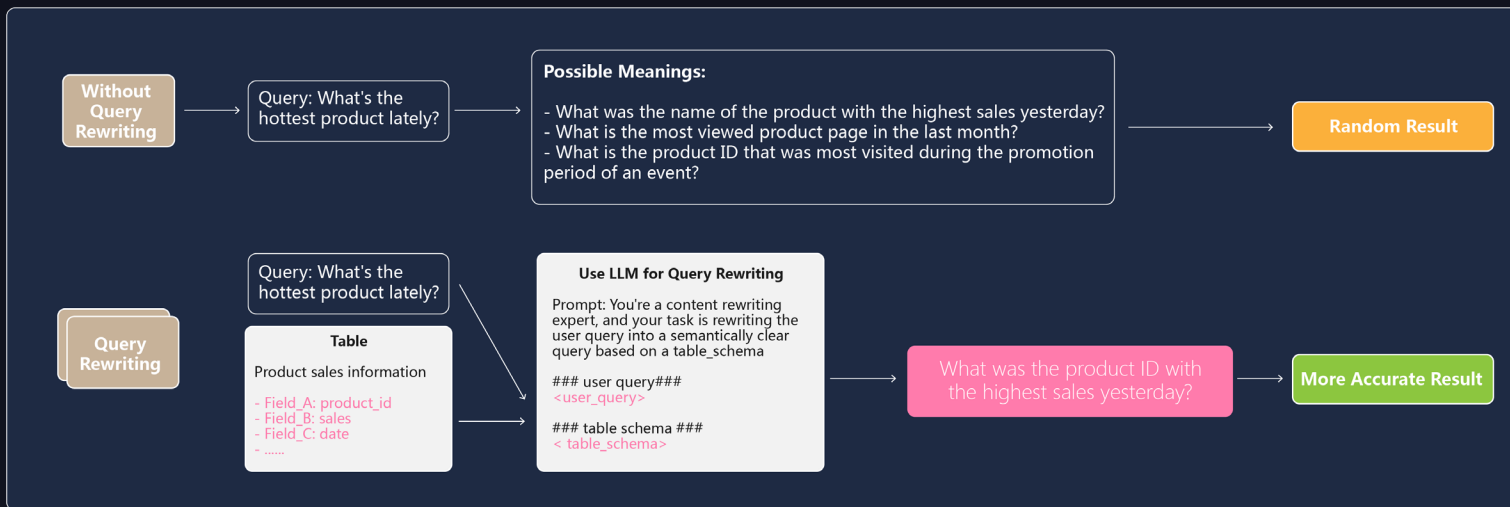 Without
Query
Rewriting
Query: What's the
hottest product lately?
Possible Meanings:
- What was the name of the product with the highest sales yesterday?
- What is the most viewed product page in the last month?
- What is the product ID that was most visited during the promotion
period of an event?
Random Result
Query
Rewriting
Query: What's the
hottest product lately?
Table
Product sales information
- Field_A: product_id
- Field_B: sales
- Field_C: date
- ......
Use LLM for Query Rewriting
Prompt: You're a content rewriting
expert, and your task is rewriting the
user query into a semantically clear
query based on a table_schema
### user query###
<user_query>
### table schema ###
< table_schema>
What was the product ID with
the highest sales yesterday?
More Accurate Result